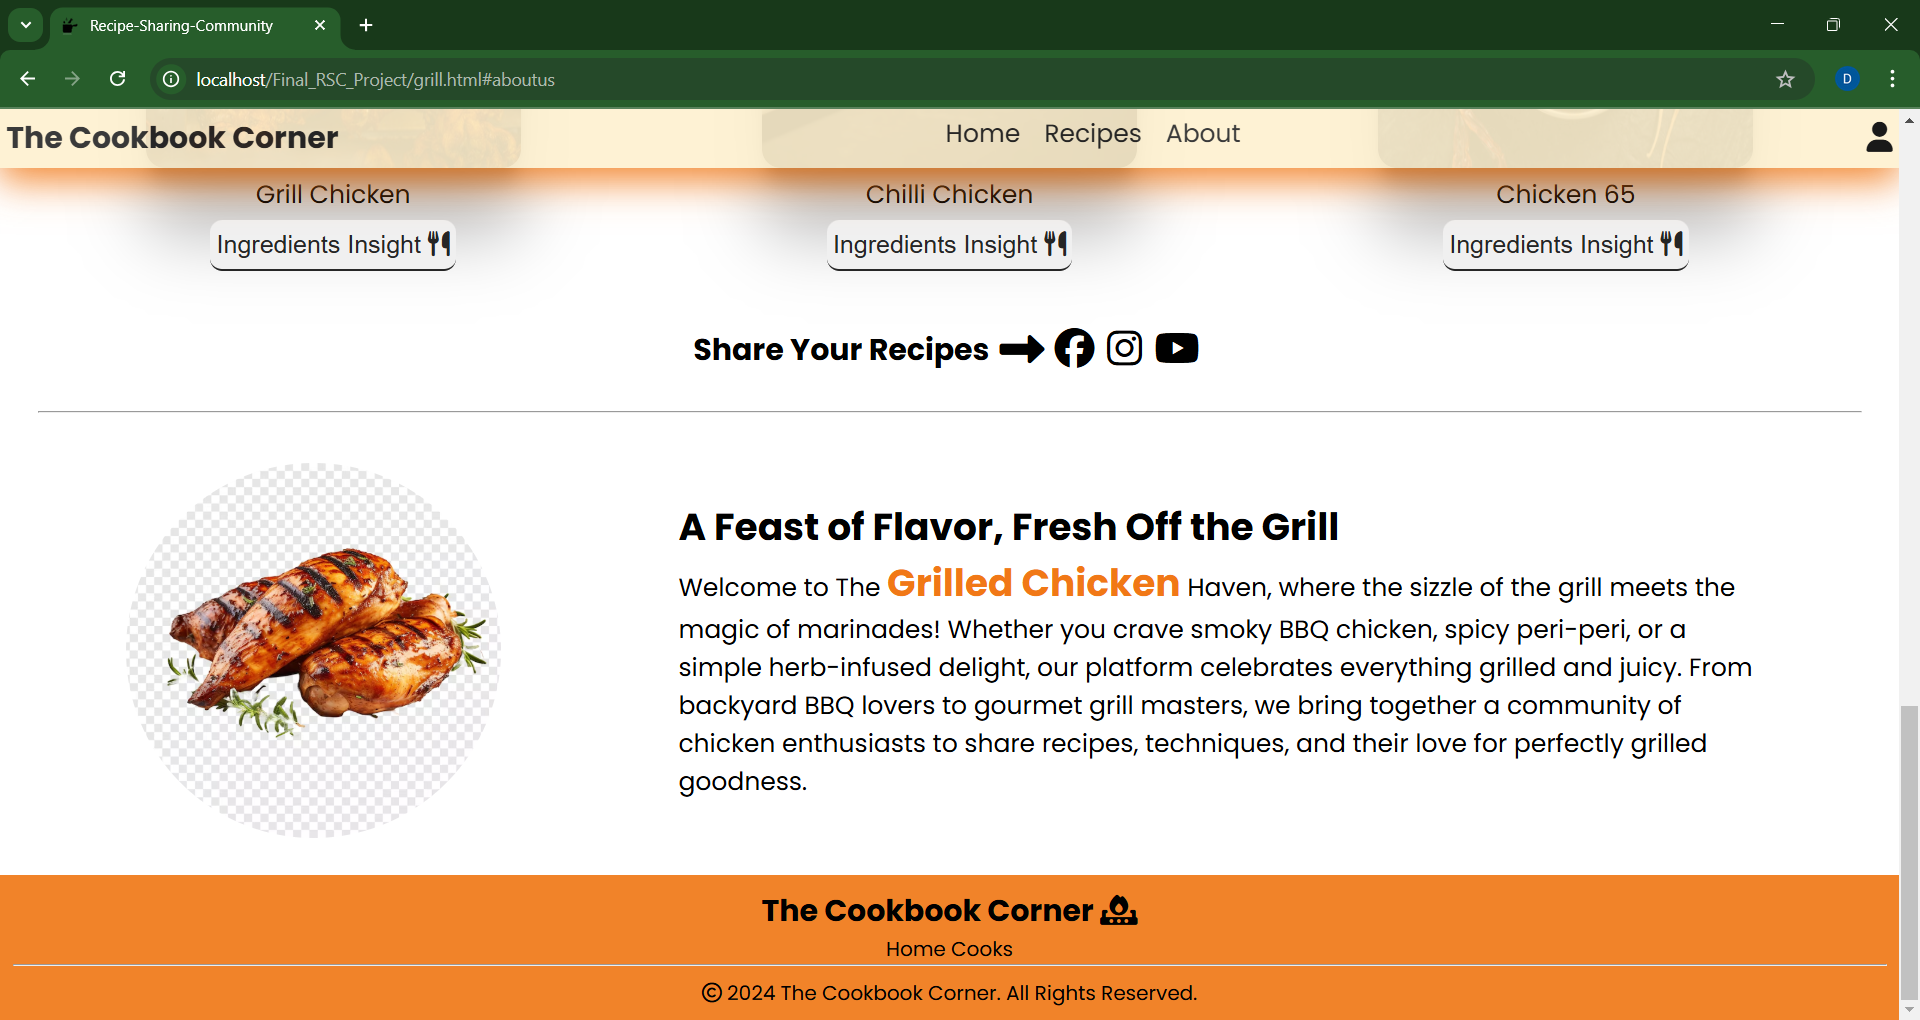 Recipe-Sharing-Community
localhost/Final_RSC_Project/grill.html#aboutus
D
The Cookbook Corner
Home Recipes About
Grill Chicken
Chilli Chicken
Chicken 65
Ingredients Insight
Ingredients Insight
Ingredients Insight
Share Your Recipes
A Feast of Flavor, Fresh Off the Grill
Welcome to The Grilled Chicken Haven, where the sizzle of the grill meets the
magic of marinades! Whether you crave smoky BBQ chicken, spicy peri-peri, or a
simple herb-infused delight, our platform celebrates everything grilled and juicy. From
backyard BBQ lovers to gourmet grill masters, we bring together a community of
chicken enthusiasts to share recipes, techniques, and their love for perfectly grilled
goodness.
The Cookbook Corner
Home Cooks
© 2024 The Cookbook Corner. All Rights Reserved.